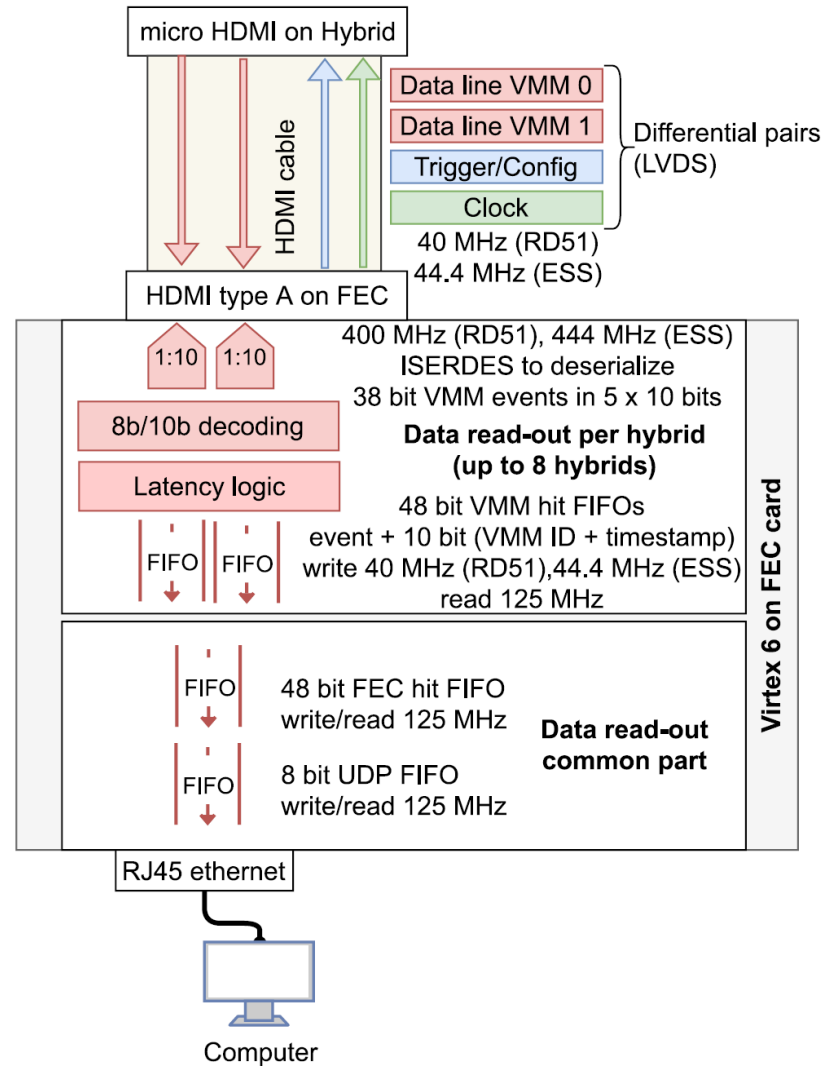 micro HDMI on Hybrid
HDMI cable
Data line VMM 0
Data line VMM 1
Trigger/Config
Clock
Differential pairs
(LVDS)
40 MHz (RD51)
44.4 MHz (ESS)
HDMI type A on FEC
1:10
1:10
400 MHz (RD51), 444 MHz (ESS)
ISERDES to deserialize
38 bit VMM events in 5 x 10 bits
8b/10b decoding
Data read-out per hybrid
(up to 8 hybrids)
Latency logic
48 bit VMM hit FIFOs
event + 10 bit (VMM ID + timestamp)
write 40 MHz (RD51),44.4 MHz (ESS)
read 125 MHz
FIFO
FIFO
Virtex 6 on FEC card
FIFO
48 bit FEC hit FIFO
write/read 125 MHz
Data read-out
common part
FIFO
8 bit UDP FIFO
write/read 125 MHz
RJ45 ethernet
Computer